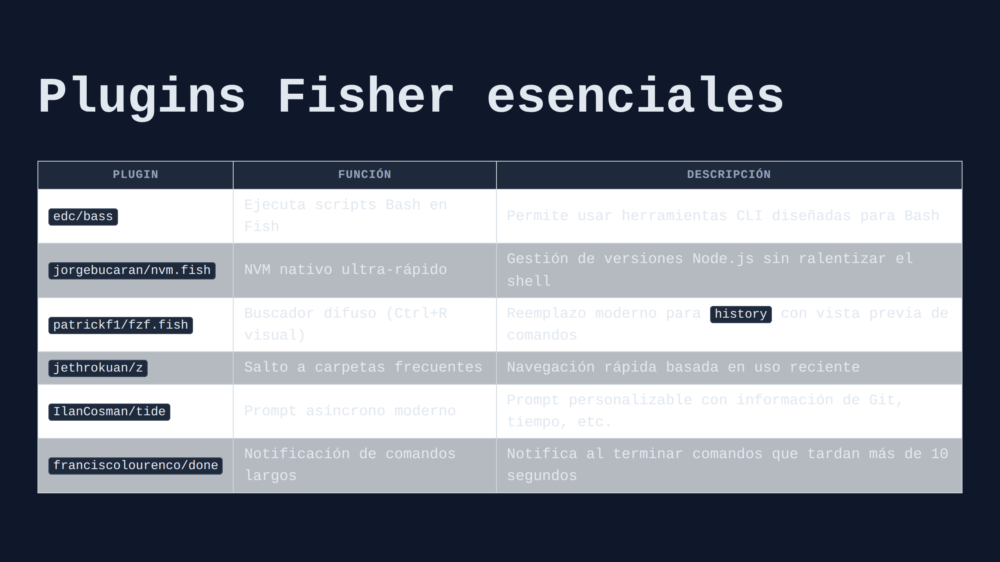 Plugins Fisher esenciales
PLUGIN
FUNCIÓN
DESCRIPCIÓN
edc/bass
Ejecuta scripts Bash en
Fish
Permite usar herramientas CLI diseñadas para Bash
jorgebucaran/nvm.fish
NVM nativo ultra-rápido
Gestión de versiones Node.js sin ralentizar el
shell
patrickf1/fzf.fish
Buscador difuso (Ctrl+R
visual)
Reemplazo moderno para history con vista previa de
comandos
jethrokuan/z
Salto a carpetas frecuentes
Navegación rápida basada en uso reciente
IlanCosman/tide
Prompt asíncrono moderno
Prompt personalizable con información de Git,
tiempo, etc.
franciscolourenco/done
Notificación de comandos
largos
Notifica al terminar comandos que tardan más de 10
segundos